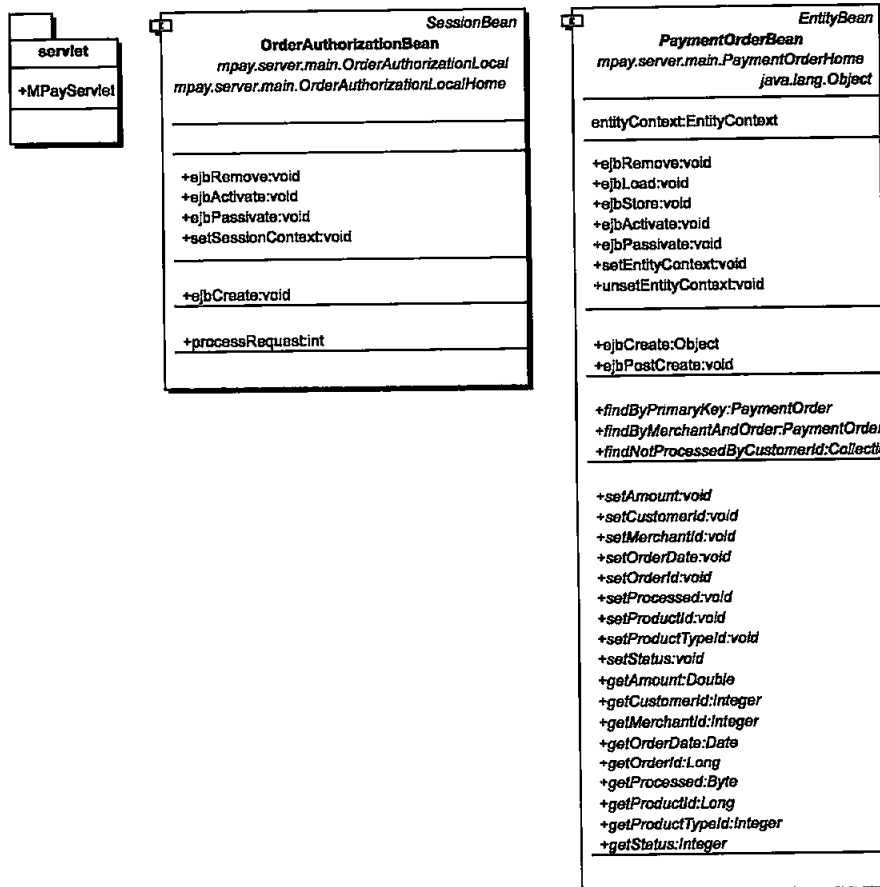 servlet
+MPayServlet
SessionBean
OrderAuthorizationBean
mpay.server.main.OrderAuthorizationLocal
mpay.server.main.OrderAuthorizationLocalHome
+ejbRemove:void
+ejbActivate:void
+ejbPassivate:void
+setSessionContext:void
+ejbCreate:void
+processRequest:int
EntityBean
PaymentOrderBean
mpay.server.main.PaymentOrderHome
java.lang.Object
entityContext:EntityContext
+ejbRemove:void
+ejbLoad:void
+ejbStore:void
+ejbActivate:void
+ejbPassivate:void
+setEntityContext:void
+unsetEntityContext:void
+ejbCreate:Object
+ejbPostCreate:void
+findByPrimaryKey:PaymentOrder
+findByMerchantAndOrder:PaymentOrder
+findNotProcessedByCustomerId:Collecti
+setAmount:void
+setCustomerId:void
+setMerchantId:void
+setOrderDate:void
+setOrderId:void
+setProcessed:void
+setProductId:void
+setProductTypeId:void
+setStatus:void
+getAmount:Double
+getCustomerId:Integer
+getMerchantId:Integer
+getOrderDate:Date
+getOrderId:Long
+getProcessed:Byte
+getProductId:Long
+getProductTypeId:Integer
+getStatus:Integer